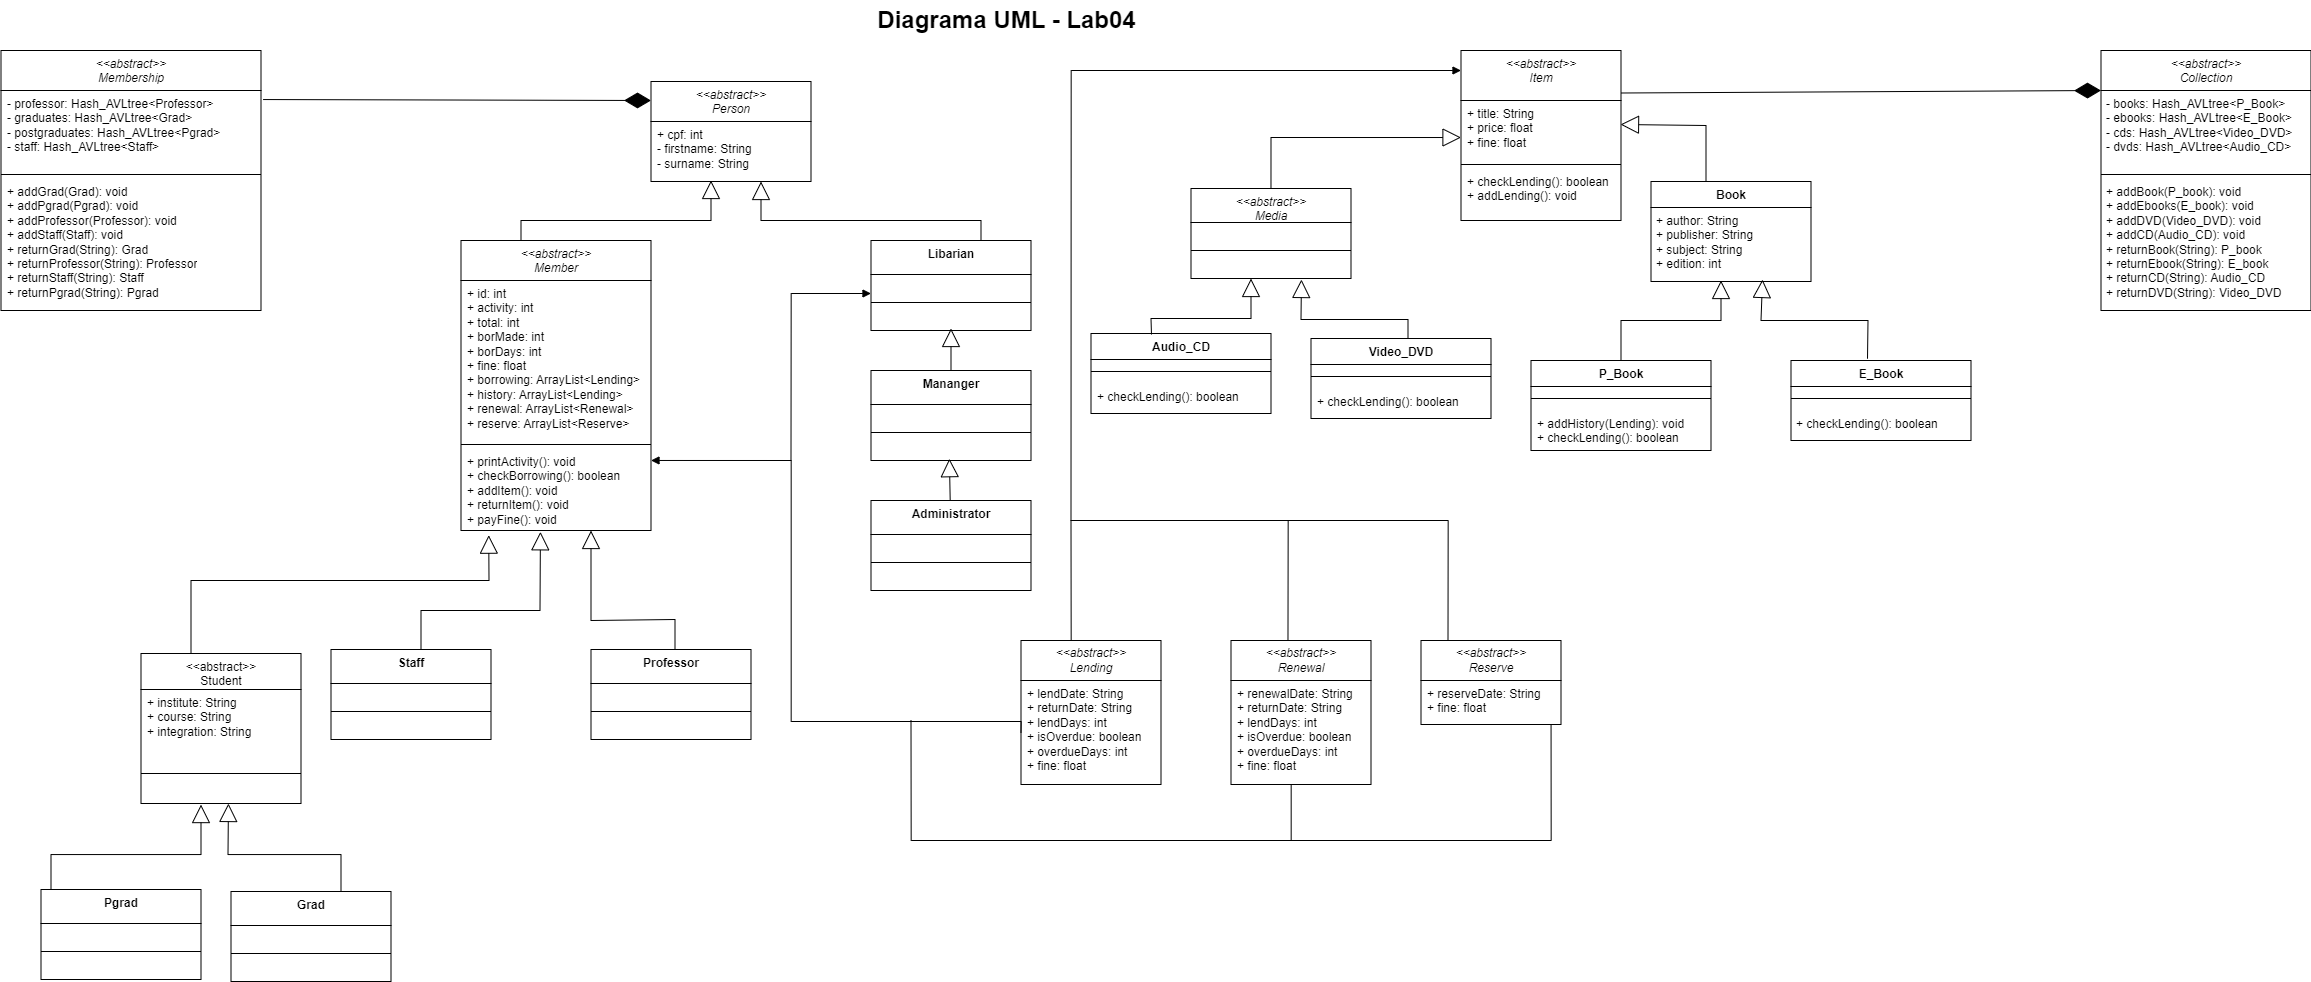 Diagrama UML - Lab04
<<abstract>>
Membership
- professor: Hash_AVLtree<Professor>
- graduates: Hash_AVLtree<Grad>
- postgraduates: Hash_AVLtree<Pgrad>
- staff: Hash_AVLtree<Staff>
+ addGrad(Grad): void
+ addPgrad(Pgrad): void
+ addProfessor(Professor): void
+ addStaff(Staff): void
+ returnGrad(String): Grad
+ returnProfessor(String): Professor
+ returnStaff(String): Staff
+ returnPgrad(String): Pgrad
<<abstract>>
Person
+ cpf: int
- firstname: String
- surname: String
<<abstract>>
Member
+ id: int
+ activity: int
+ total: int
+ borMade: int
+ borDays: int
+ fine: float
+ borrowing: ArrayList<Lending>
+ history: ArrayList<Lending>
+ renewal: ArrayList<Renewal>
+ reserve: ArrayList<Reserve>
+ printActivity(): void
+ checkBorrowing(): boolean
+ addItem(): void
+ returnItem(): void
+ payFine(): void
Libarian
Mananger
Administrator
<<abstract>>
Student
+ institute: String
+ course: String
+ integration: String
Staff
Professor
Pgrad
Grad
<<abstract>>
Item
+ title: String
+ price: float
+ fine: float
+ checkLending(): boolean
+ addLending(): void
<<abstract>>
Media
Audio_CD
+ checkLending(): boolean
Video_DVD
+ checkLending(): boolean
Book
+ author: String
+ publisher: String
+ subject: String
+ edition: int
P_Book
+ addHistory(Lending): void
+ checkLending(): boolean
E_Book
+ checkLending(): boolean
<<abstract>>
Collection
- books: Hash_AVLtree<P_Book>
- ebooks: Hash_AVLtree<E_Book>
- cds: Hash_AVLtree<Video_DVD>
- dvds: Hash_AVLtree<Audio_CD>
+ addBook(P_book): void
+ addEbooks(E_book): void
+ addDVD(Video_DVD): void
+ addCD(Audio_CD): void
+ returnBook(String): P_book
+ returnEbook(String): E_book
+ returnCD(String): Audio_CD
+ returnDVD(String): Video_DVD
<<abstract>>
Lending
+ lendDate: String
+ returnDate: String
+ lendDays: int
+ isOverdue: boolean
+ overdueDays: int
+ fine: float
<<abstract>>
Renewal
+ renewalDate: String
+ returnDate: String
+ lendDays: int
+ isOverdue: boolean
+ overdueDays: int
+ fine: float
<<abstract>>
Reserve
+ reserveDate: String
+ fine: float